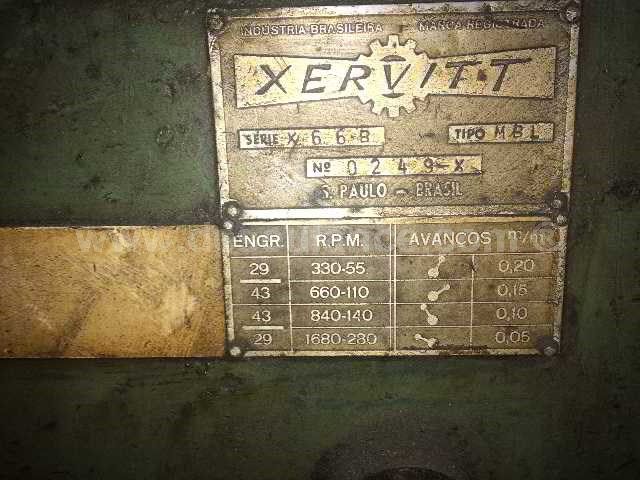 INDÚSTRIA BRASILEIRA MARCA REGISTRADA
XERVITT
SÉRIE X 6 6-B TIPO M B L
Nº 0 2 4 9-X
S. PAULO - BRASIL
ENGR. R.P.M. AVANÇOS m/m
29 330-55 0,20
43 660-110 0,15
43 840-140 0,10
29 1680-280 0,05